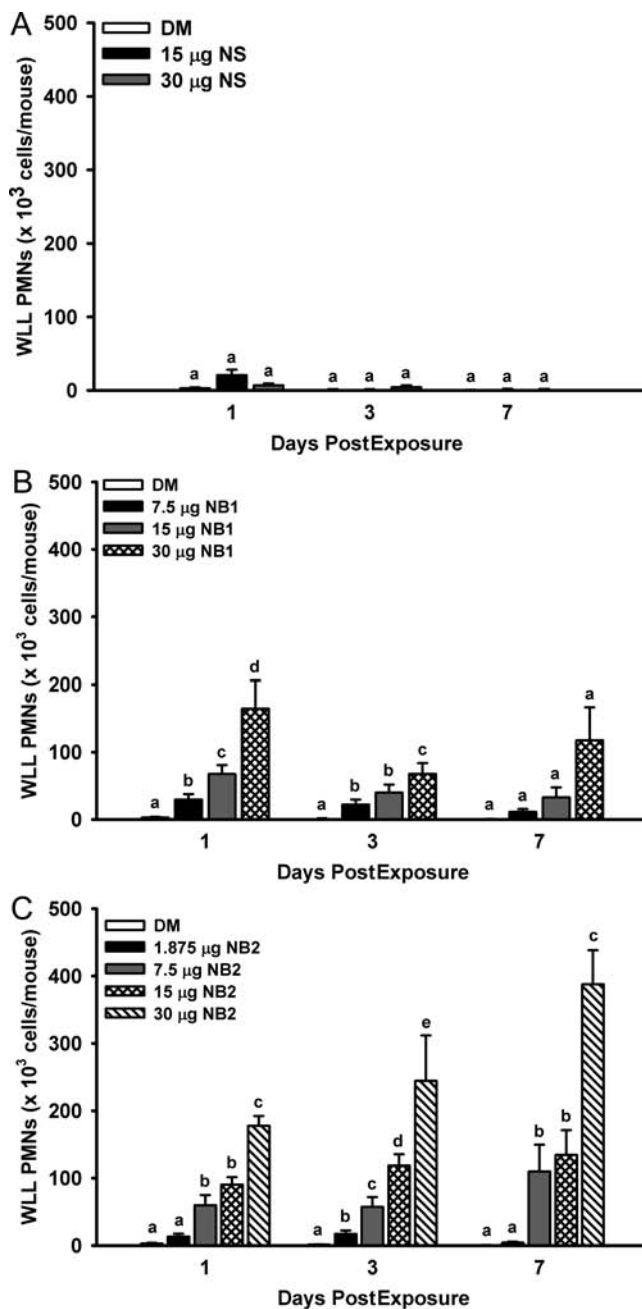 A
DM
15 μg NS
30 μg NS
500
400
300
200
100
0
WLL PMNs (x 10³ cells/mouse)
a a a a a a a a a
1 3 7
Days PostExposure
B
DM
7.5 μg NB1
15 μg NB1
30 μg NB1
500
400
300
200
100
0
WLL PMNs (x 10³ cells/mouse)
a b c d a b b c a a a a
1 3 7
Days PostExposure
C
DM
1.875 μg NB2
7.5 μg NB2
15 μg NB2
30 μg NB2
500
400
300
200
100
0
WLL PMNs (x 10³ cells/mouse)
a a b b c a b c d e a a b b c
1 3 7
Days PostExposure